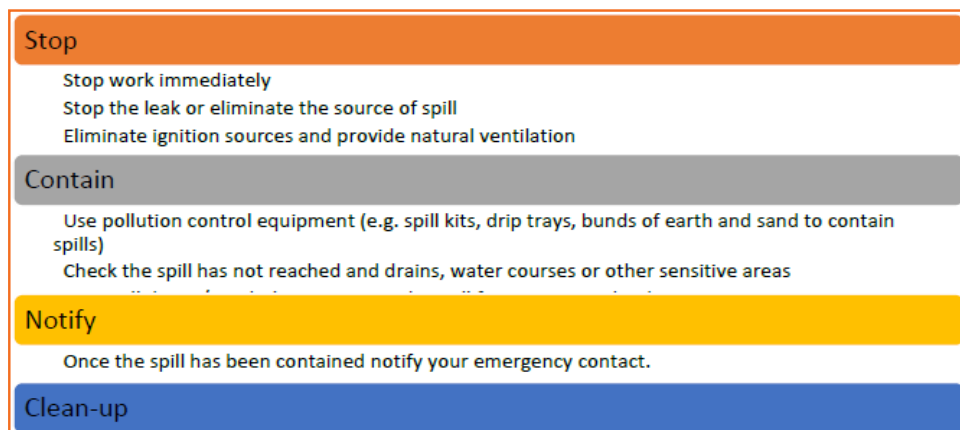 Stop
Stop work immediately
Stop the leak or eliminate the source of spill
Eliminate ignition sources and provide natural ventilation
Contain
Use pollution control equipment (e.g. spill kits, drip trays, bunds of earth and sand to contain
spills)
Check the spill has not reached and drains, water courses or other sensitive areas
Notify
Once the spill has been contained notify your emergency contact.
Clean-up